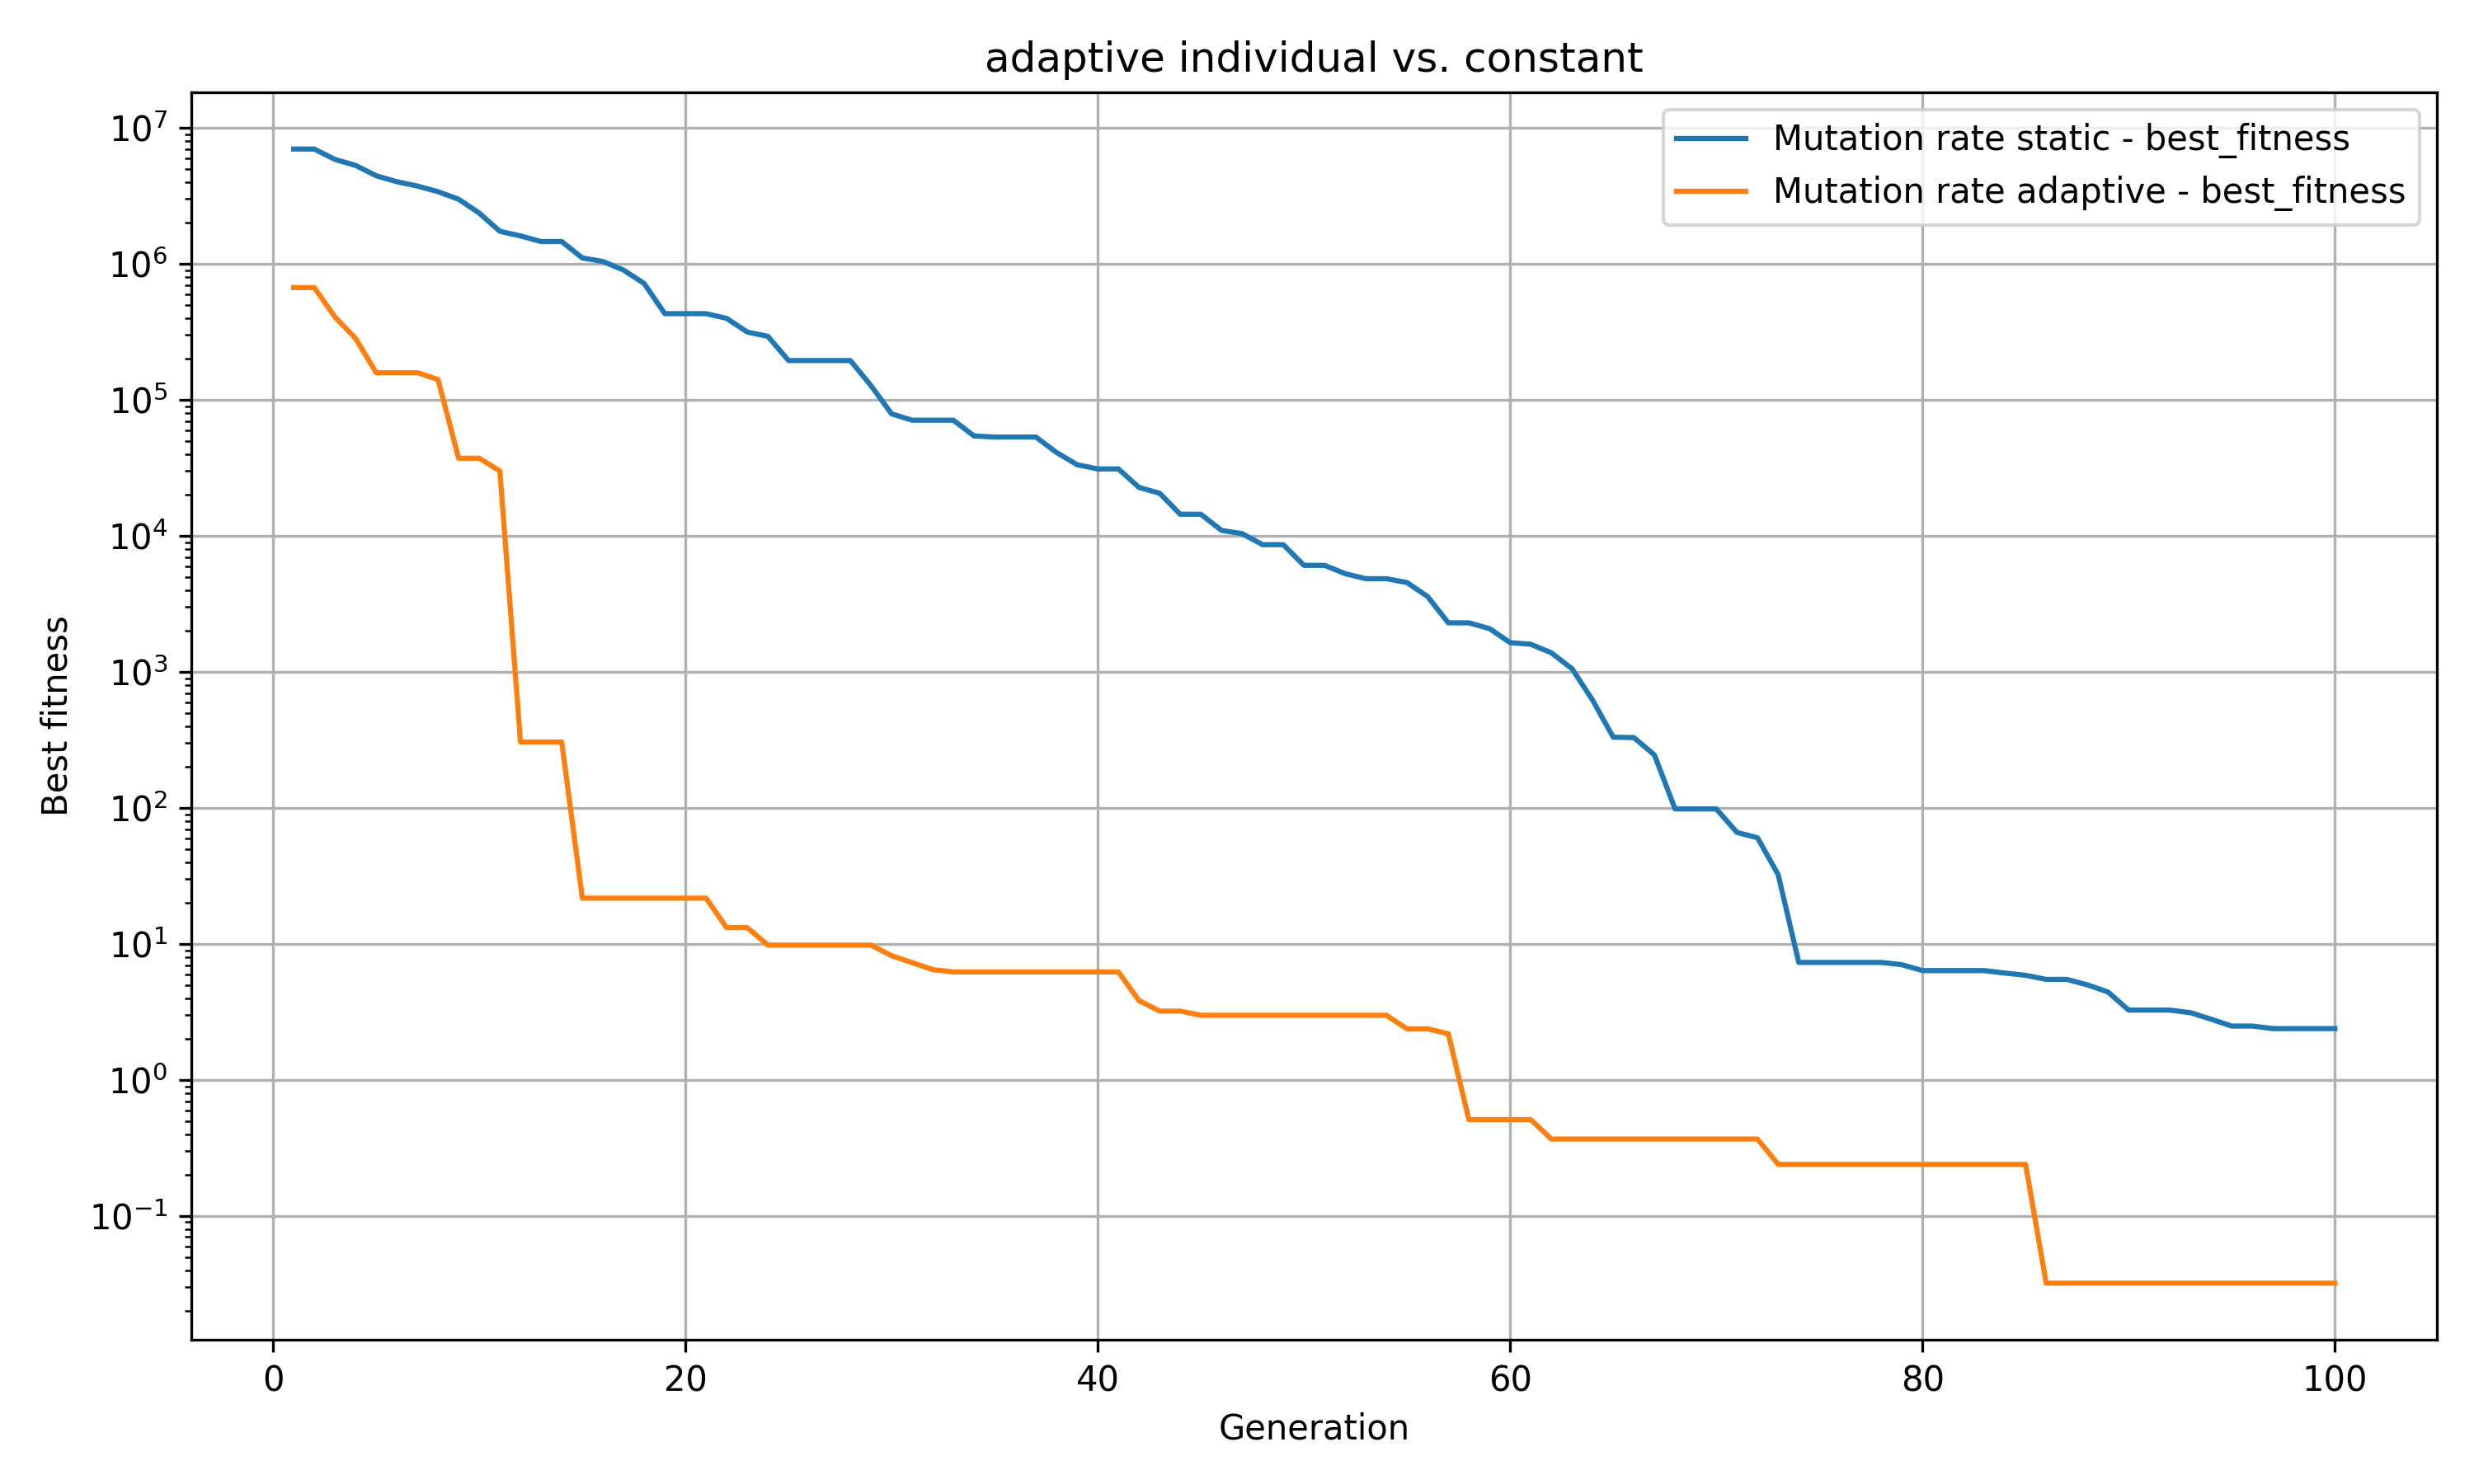 adaptive individual vs. constant
Mutation rate static - best_fitness
Mutation rate adaptive - best_fitness
Best fitness
10⁷
10⁶
10⁵
10⁴
10³
10²
10¹
10⁰
10⁻¹
0 20 40 60 80 100
Generation